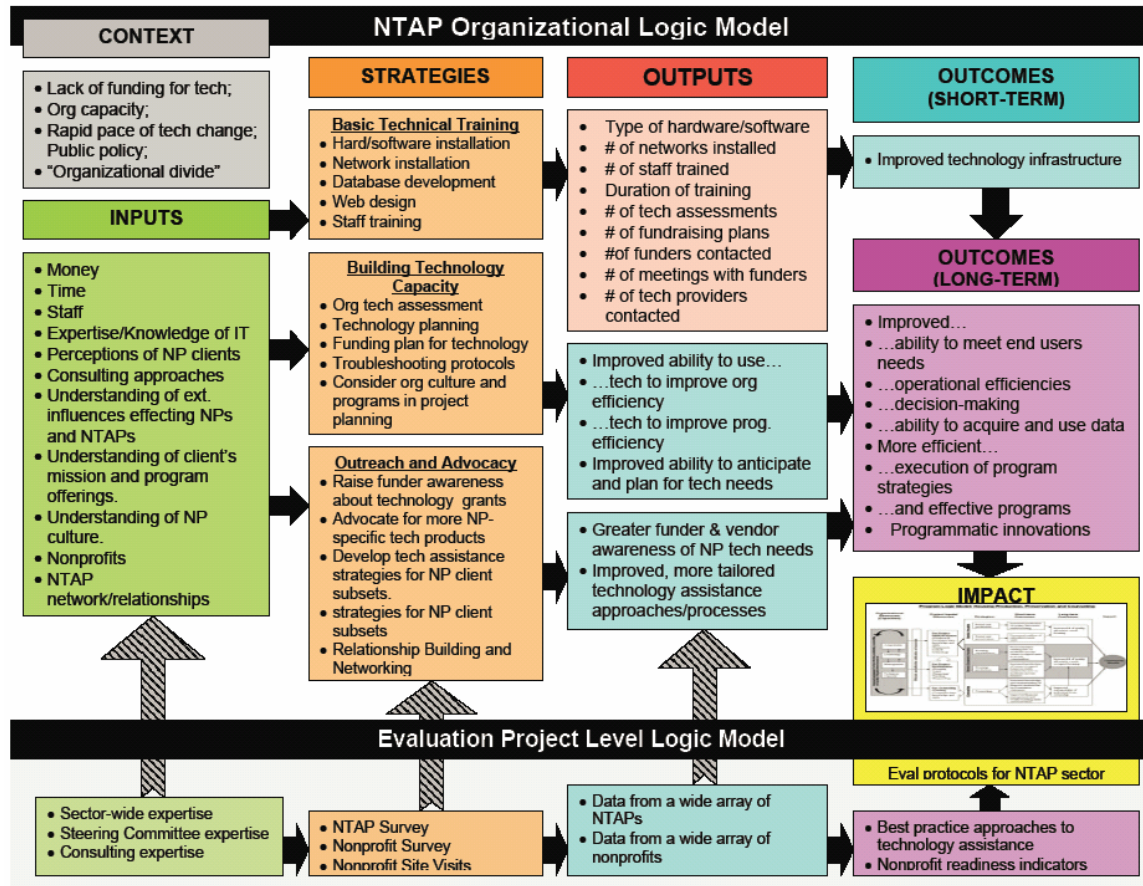 NTAP Organizational Logic Model
CONTEXT
• Lack of funding for tech;
• Org capacity;
• Rapid pace of tech change;
Public policy;
• “Organizational divide”
INPUTS
• Money
• Time
• Staff
• Expertise/Knowledge of IT
• Perceptions of NP clients
• Consulting approaches
• Understanding of ext.
influences effecting NPs
and NTAPs
• Understanding of client’s
mission and program
offerings.
• Understanding of NP
culture.
• Nonprofits
• NTAP
network/relationships
STRATEGIES
Basic Technical Training
• Hard/software installation
• Network installation
• Database development
• Web design
• Staff training
Building Technology
Capacity
• Org tech assessment
• Technology planning
• Funding plan for technology
• Troubleshooting protocols
• Consider org culture and
programs in project
planning
Outreach and Advocacy
• Raise funder awareness
about technology grants
• Advocate for more NP-
specific tech products
• Develop tech assistance
strategies for NP client
subsets.
• strategies for NP client
subsets
• Relationship Building and
Networking
OUTPUTS
• Type of hardware/software
• # of networks installed
• # of staff trained
• Duration of training
• # of tech assessments
• # of fundraising plans
• #of funders contacted
• # of meetings with funders
• # of tech providers
contacted
• Improved ability to use…
• …tech to improve org
efficiency
• …tech to improve prog.
efficiency
• Improved ability to anticipate
and plan for tech needs
• Greater funder & vendor
awareness of NP tech needs
• Improved, more tailored
technology assistance
approaches/processes
OUTCOMES
(SHORT-TERM)
• Improved technology infrastructure
OUTCOMES
(LONG-TERM)
• Improved…
• …ability to meet end users
needs
• …operational efficiencies
• …decision-making
• …ability to acquire and use data
• More efficient…
• …execution of program
strategies
• …and effective programs
• Programmatic innovations
IMPACT
Evaluation Project Level Logic Model
• Sector-wide expertise
• Steering Committee expertise
• Consulting expertise
• NTAP Survey
• Nonprofit Survey
• Nonprofit Site Visits
• Data from a wide array of
NTAPs
• Data from a wide array of
nonprofits
Eval protocols for NTAP sector
• Best practice approaches to
technology assistance
• Nonprofit readiness indicators